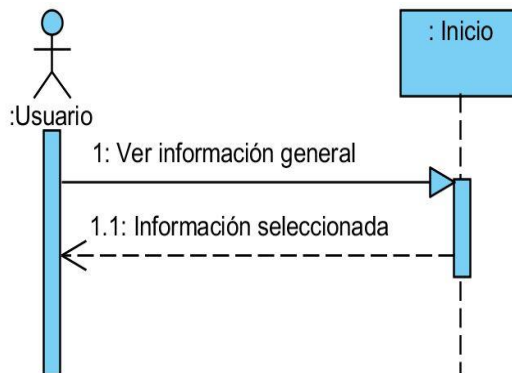 : Inicio
:Usuario
1: Ver información general
1.1: Información seleccionada